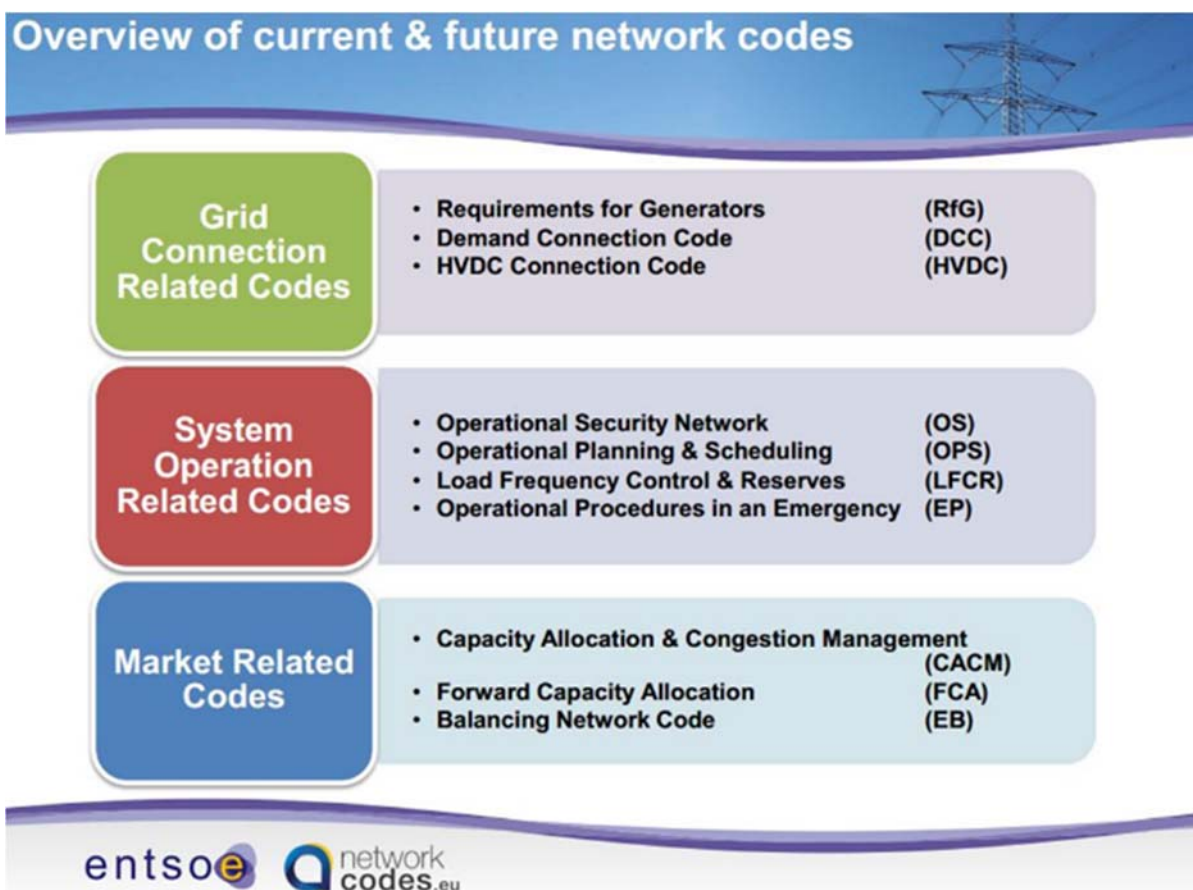 Overview of current & future network codes
Grid
Connection
Related Codes
• Requirements for Generators (RfG)
• Demand Connection Code (DCC)
• HVDC Connection Code (HVDC)
System
Operation
Related Codes
• Operational Security Network (OS)
• Operational Planning & Scheduling (OPS)
• Load Frequency Control & Reserves (LFCR)
• Operational Procedures in an Emergency (EP)
Market Related
Codes
• Capacity Allocation & Congestion Management
(CACM)
• Forward Capacity Allocation (FCA)
• Balancing Network Code (EB)
entsoe
network
codes.eu